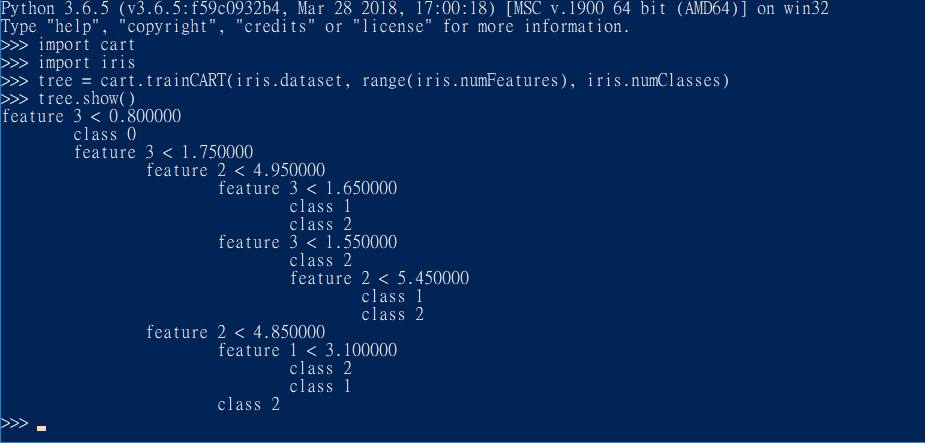 Python 3.6.5 (v3.6.5:f59c0932b4, Mar 28 2018, 17:00:18) [MSC v.1900 64 bit (AMD64)] on win32
Type "help", "copyright", "credits" or "license" for more information.
>>> import cart
>>> import iris
>>> tree = cart.trainCART(iris.dataset, range(iris.numFeatures), iris.numClasses)
>>> tree.show()
feature 3 < 0.800000
        class 0
        feature 3 < 1.750000
                feature 2 < 4.950000
                        feature 3 < 1.650000
                                class 1
                                class 2
                        feature 3 < 1.550000
                                class 2
                                feature 2 < 5.450000
                                        class 1
                                        class 2
                feature 2 < 4.850000
                        feature 1 < 3.100000
                                class 2
                                class 1
                        class 2
>>>